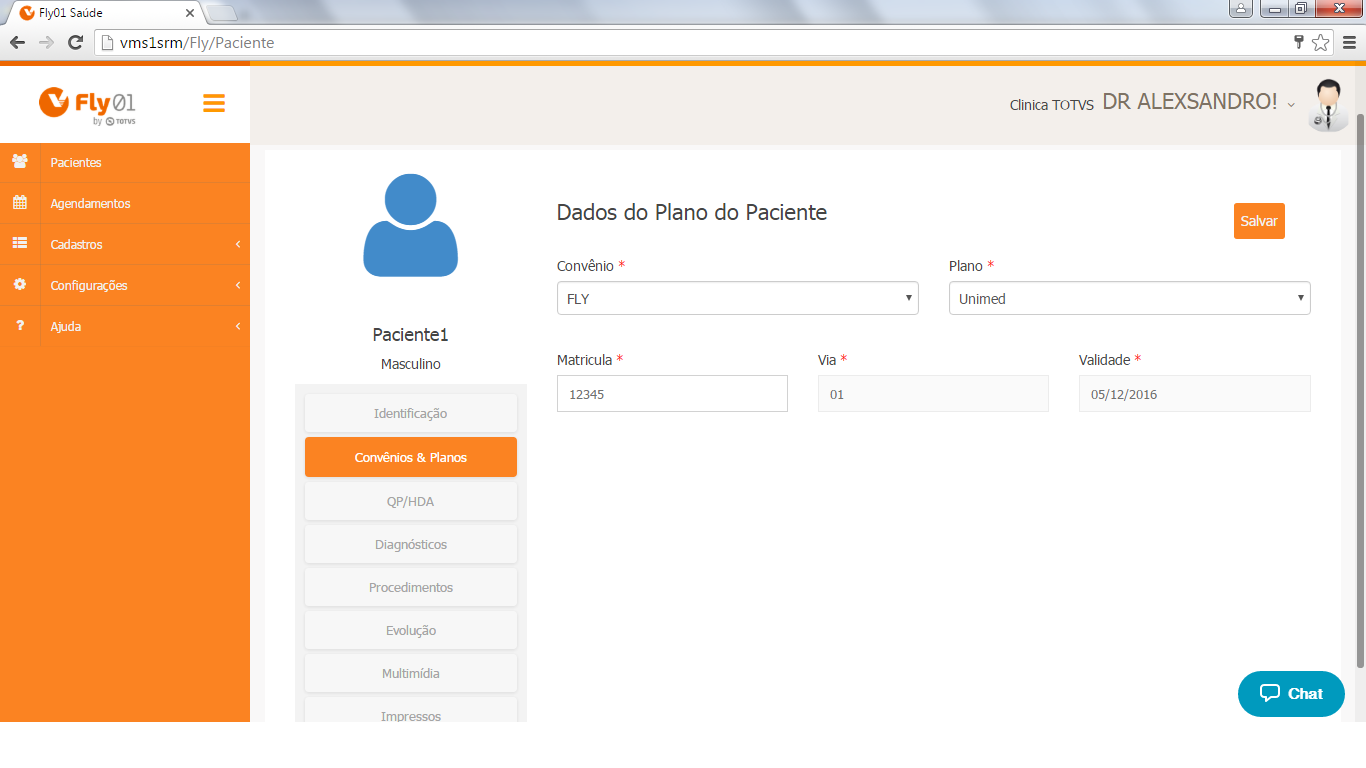 Fly01 Saúde
vms1srm/Fly/Paciente
Fly01
by TOTVS
Clinica TOTVS DR ALEXSANDRO!
Pacientes
Agendamentos
Cadastros
Configurações
Ajuda
Paciente1
Masculino
Identificação
Convênios & Planos
QP/HDA
Diagnósticos
Procedimentos
Evolução
Multimídia
Impressos
Dados do Plano do Paciente
Salvar
Convênio *
Plano *
FLY
Unimed
Matricula *
Via *
Validade *
12345
01
05/12/2016
Chat